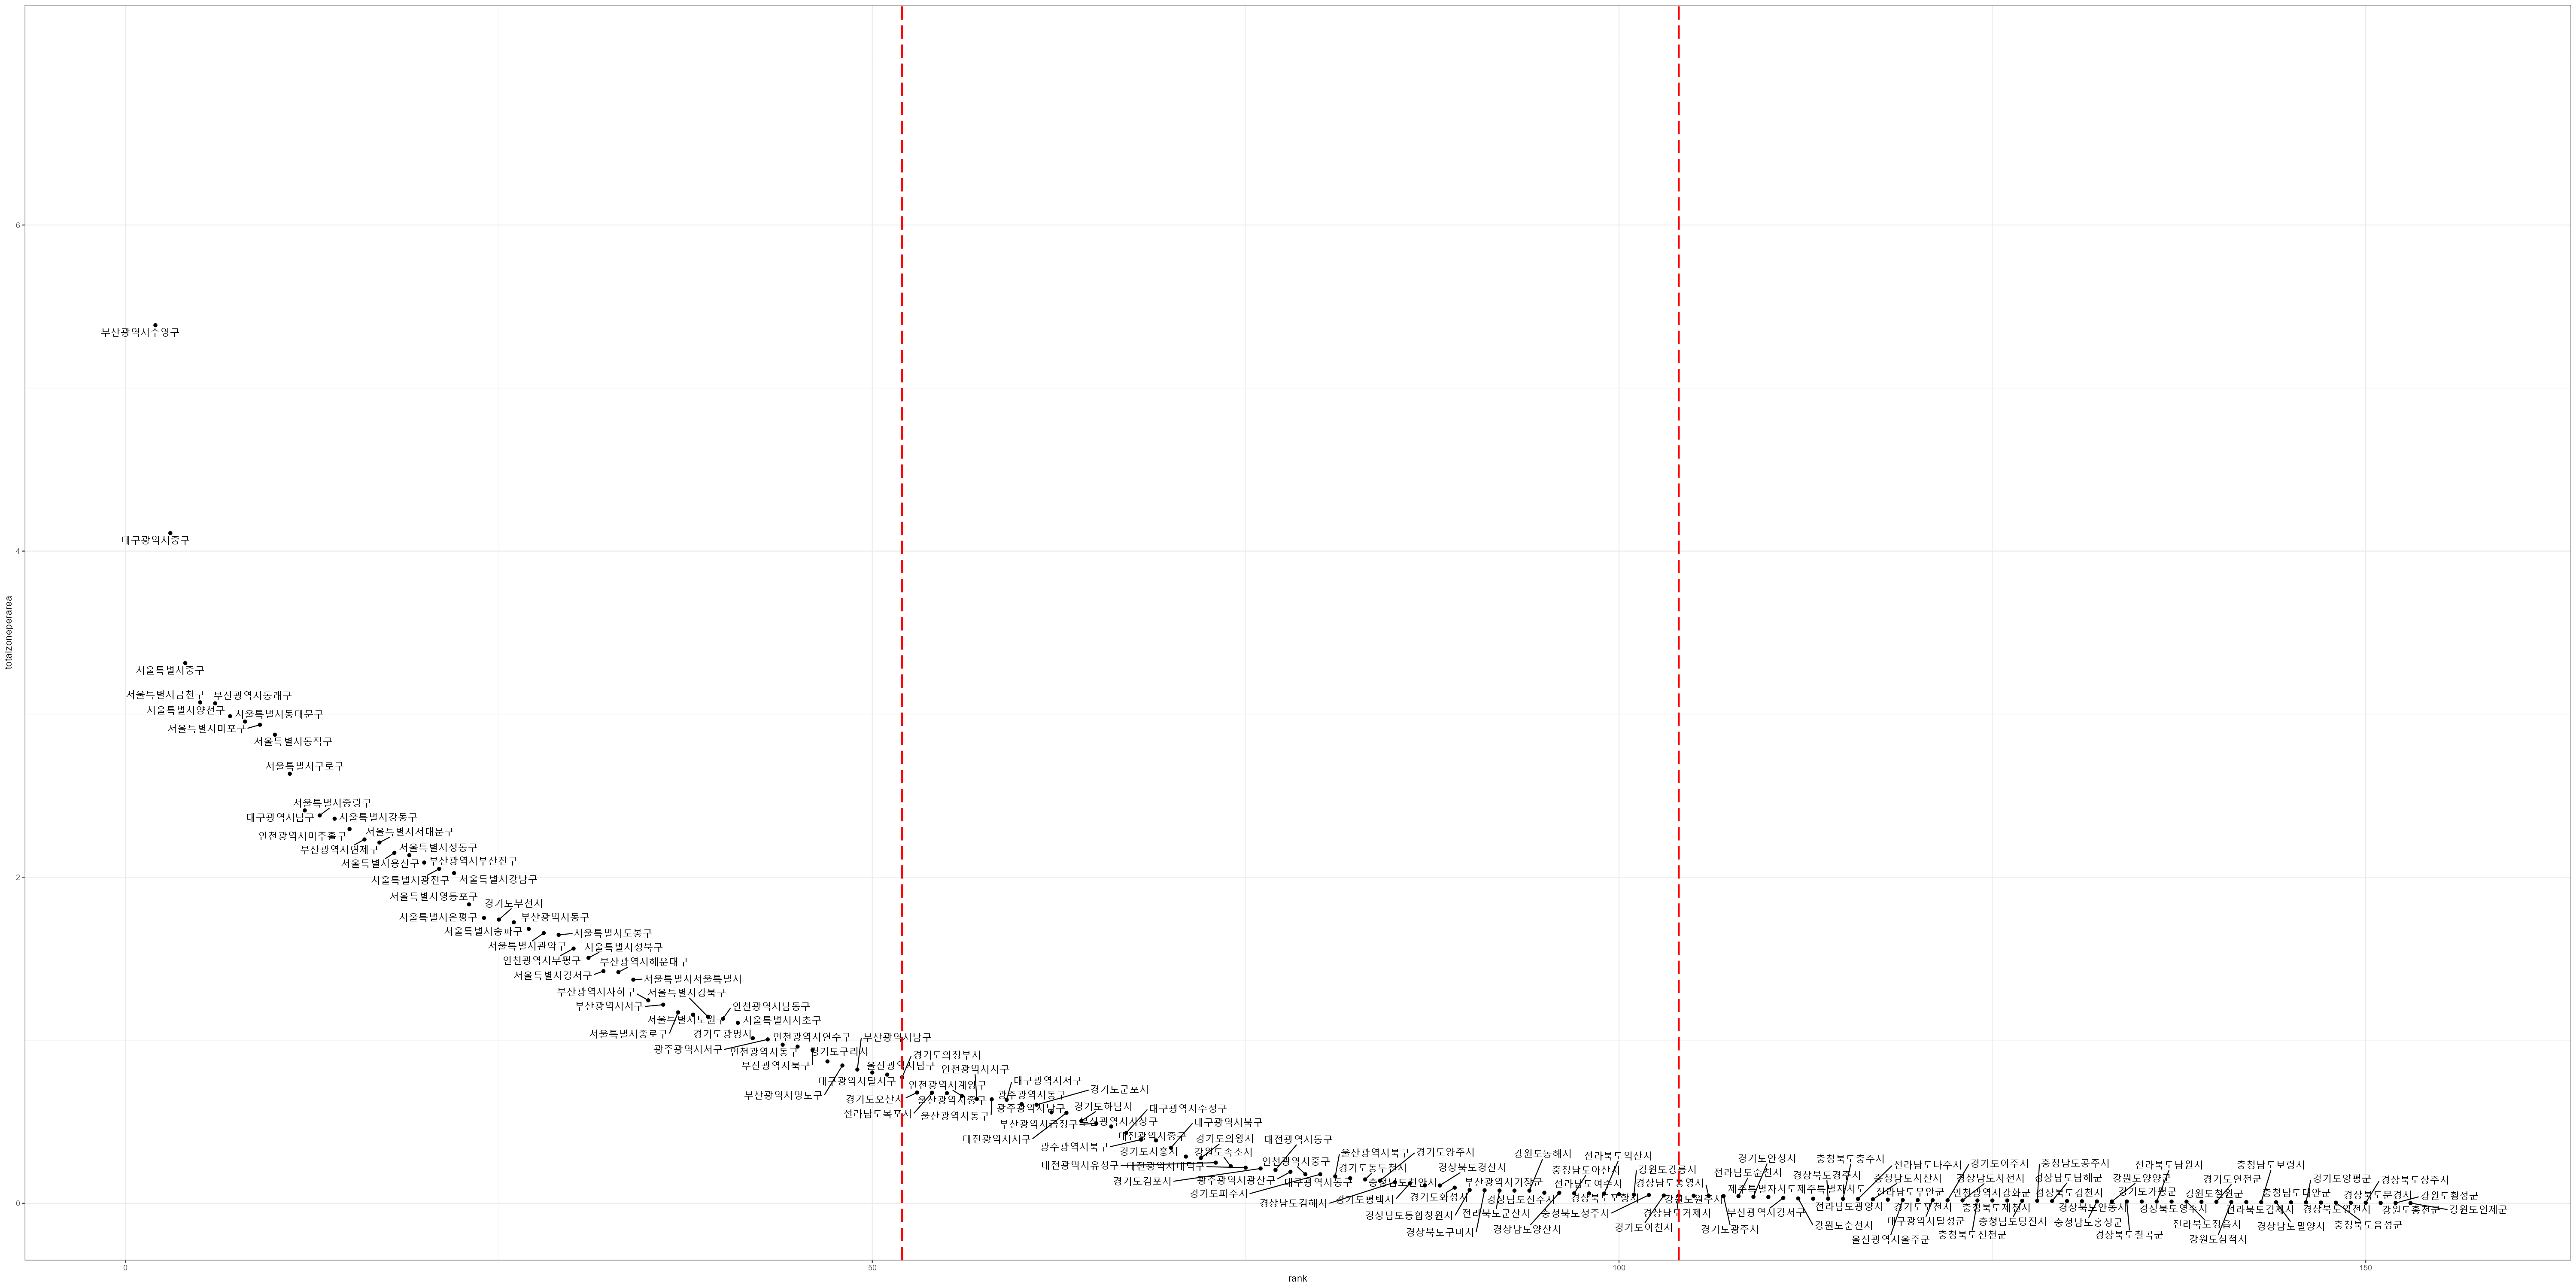 6
부산광역시수영구
4
대구광역시중구
totalzoneperarea
서울특별시중구
서울특별시금천구
부산광역시동래구
서울특별시양천구
서울특별시동대문구
서울특별시마포구
서울특별시동작구
서울특별시구로구
서울특별시중랑구
대구광역시남구
서울특별시강동구
인천광역시미추홀구
서울특별시서대문구
부산광역시연제구
서울특별시성동구
서울특별시용산구
부산광역시부산진구
2
서울특별시광진구
서울특별시강남구
서울특별시영등포구
경기도부천시
서울특별시은평구
부산광역시동구
서울특별시송파구
서울특별시도봉구
서울특별시관악구
서울특별시성북구
인천광역시부평구
부산광역시해운대구
서울특별시강서구
서울특별시서울특별시
부산광역시사하구
서울특별시강북구
부산광역시서구
인천광역시남동구
서울특별시노원구
서울특별시서초구
서울특별시종로구
경기도광명시
인천광역시연수구
부산광역시남구
광주광역시서구
인천광역시동구
경기도구리시
경기도의정부시
부산광역시북구
울산광역시남구
인천광역시서구
대구광역시달서구
인천광역시계양구
대구광역시서구
부산광역시영도구
경기도오산시
울산광역시중구
광주광역시동구
경기도군포시
전라남도목포시
울산광역시동구
광주광역시남구
경기도하남시
대구광역시수성구
부산광역시금정구
부산광역시사상구
대구광역시북구
대전광역시서구
대전광역시중구
광주광역시북구
경기도시흥시
경기도의왕시
대전광역시동구
강원도속초시
대전광역시유성구
대전광역시대덕구
인천광역시중구
울산광역시북구
경기도양주시
경기도김포시
광주광역시광산구
대구광역시동구
경기도동두천시
충청남도천안시
경상북도경산시
강원도동해시
전라북도익산시
경기도파주시
경상남도김해시
경기도평택시
경기도화성시
부산광역시기장군
충청남도아산시
강원도강릉시
경상남도통합창원시
전라북도군산시
경상남도진주시
전라남도여수시
경상북도포항시
경상남도통영시
경상북도구미시
경상남도양산시
충청북도청주시
강원도원주시
경상남도거제시
경기도이천시
경기도광주시
전라남도순천시
경기도안성시
제주특별자치도제주특별자치도
부산광역시강서구
경상북도경주시
충청북도충주시
강원도춘천시
전라남도광양시
전라남도나주시
충청남도서산시
전라남도무안군
울산광역시울주군
대구광역시달성군
경기도포천시
인천광역시강화군
경상남도사천시
경기도여주시
충청북도진천군
충청북도제천시
충청남도당진시
충청남도공주시
경상남도남해군
경상북도김천시
충청남도홍성군
경상북도안동시
강원도양양군
전라북도남원시
경기도가평군
경상북도칠곡군
경상북도영주시
전라북도정읍시
강원도철원군
경기도연천군
강원도삼척시
전라북도김제시
충청남도보령시
충청남도태안군
경상남도밀양시
경기도양평군
경상북도영천시
경상북도문경시
충청북도음성군
경상북도상주시
강원도홍천군
강원도횡성군
강원도인제군
0
0
50
100
150
rank